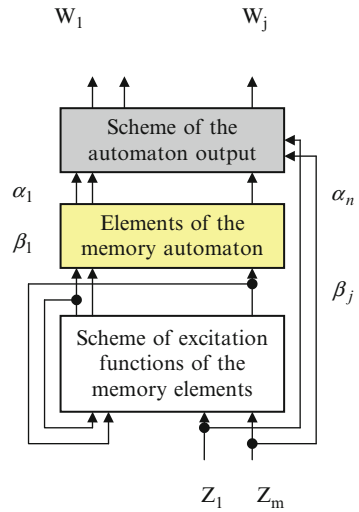 W₁ Wⱼ
Scheme of the
automaton output
α₁ αₙ
Elements of the
memory automaton
β₁ βⱼ
Scheme of excitation
functions of the
memory elements
Z₁ Zₘ